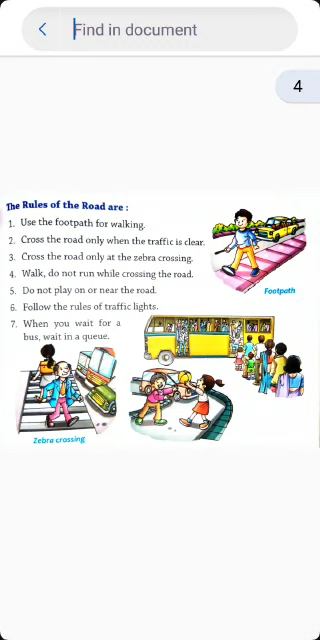 Find in document
4
The Rules of the Road are :
1. Use the footpath for walking.
2. Cross the road only when the traffic is clear.
3. Cross the road only at the zebra crossing.
4. Walk, do not run while crossing the road.
5. Do not play on or near the road.
6. Follow the rules of traffic lights.
7. When you wait for a
bus, wait in a queue.
Footpath
Zebra crossing